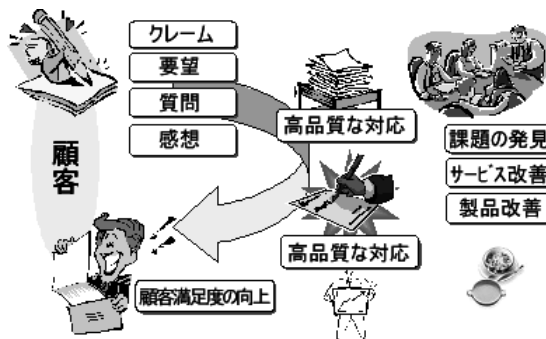 クレーム
要望
質問
感想
顧客
高品質な対応
高品質な対応
顧客満足度の向上
課題の発見
サービス改善
製品改善